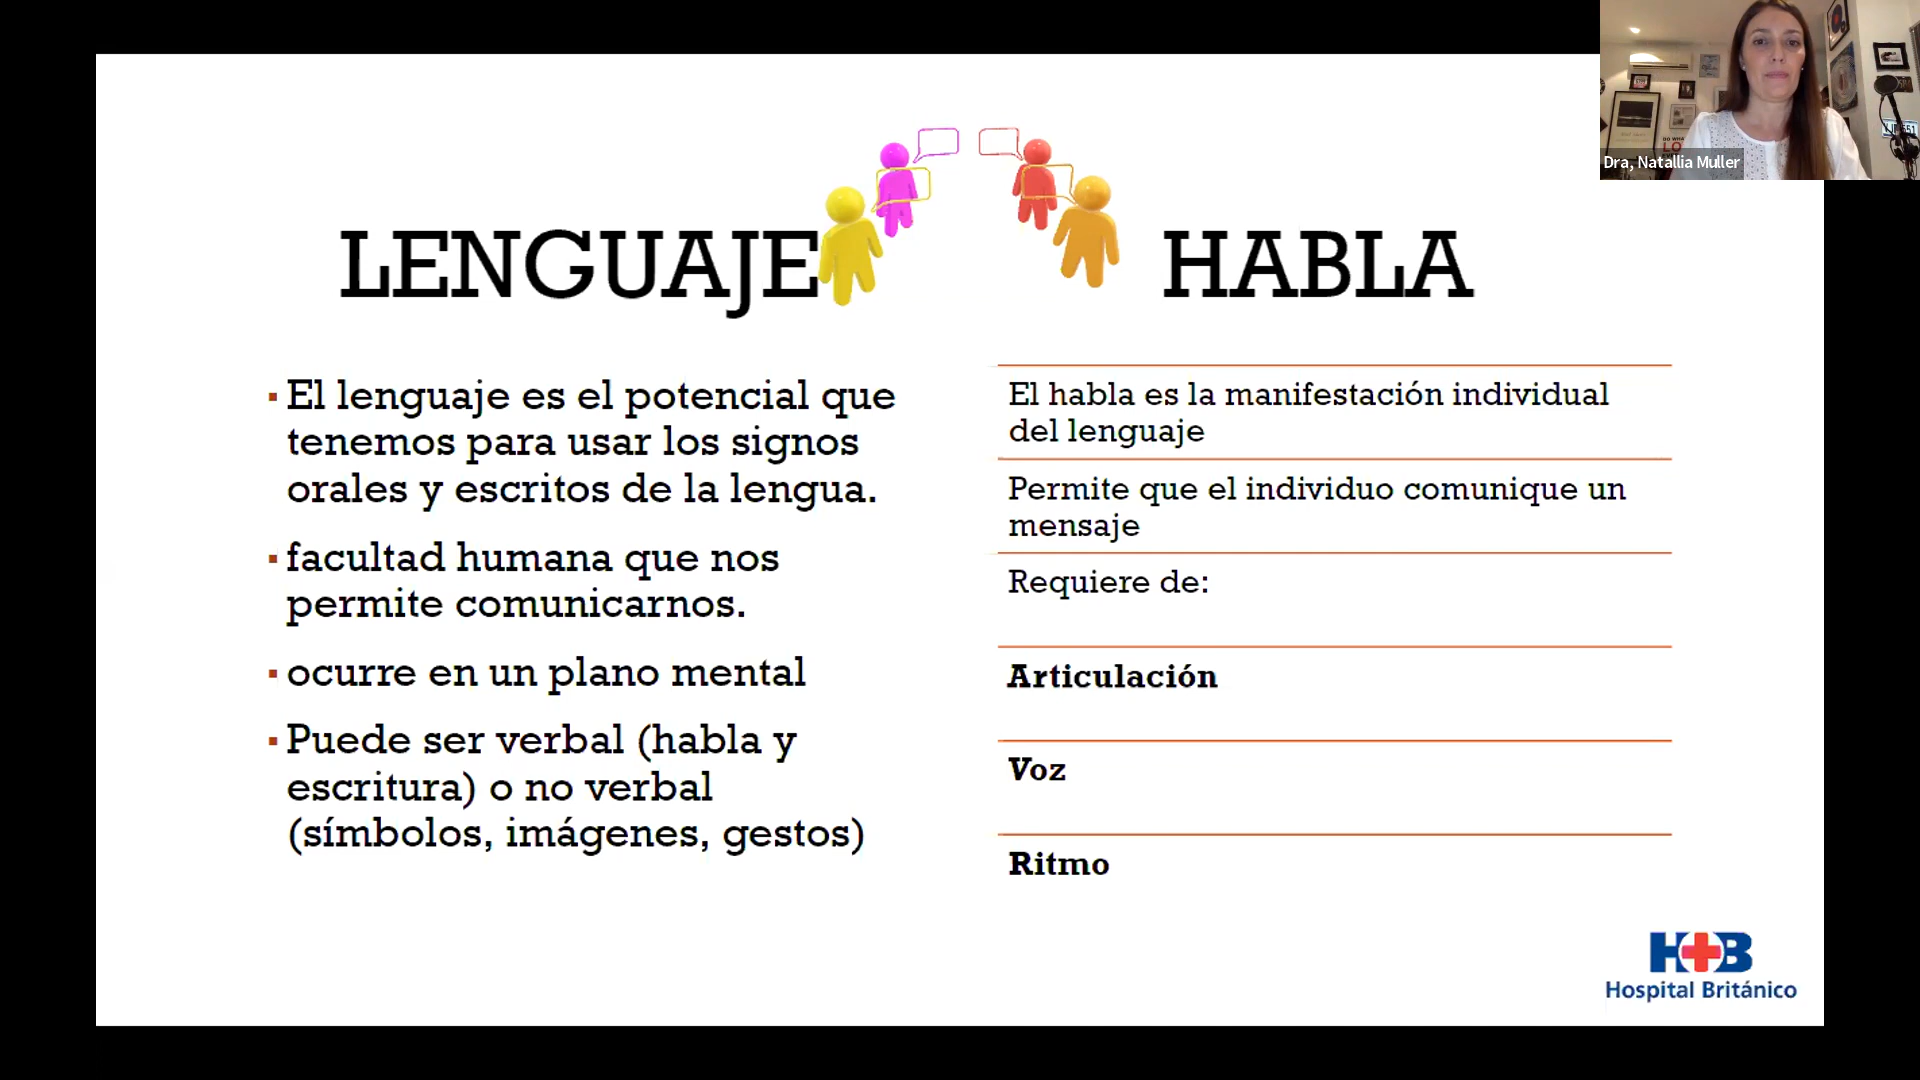 LENGUAJE
El lenguaje es el potencial que
tenemos para usar los signos
orales y escritos de la lengua.
facultad humana que nos
permite comunicarnos.
ocurre en un plano mental
Puede ser verbal (habla y
escritura) o no verbal
(símbolos, imágenes, gestos)
HABLA
El habla es la manifestación individual
del lenguaje
Permite que el individuo comunique un
mensaje
Requiere de:
Articulación
Voz
Ritmo
HB
Hospital Británico
Dra, Natallia Muller